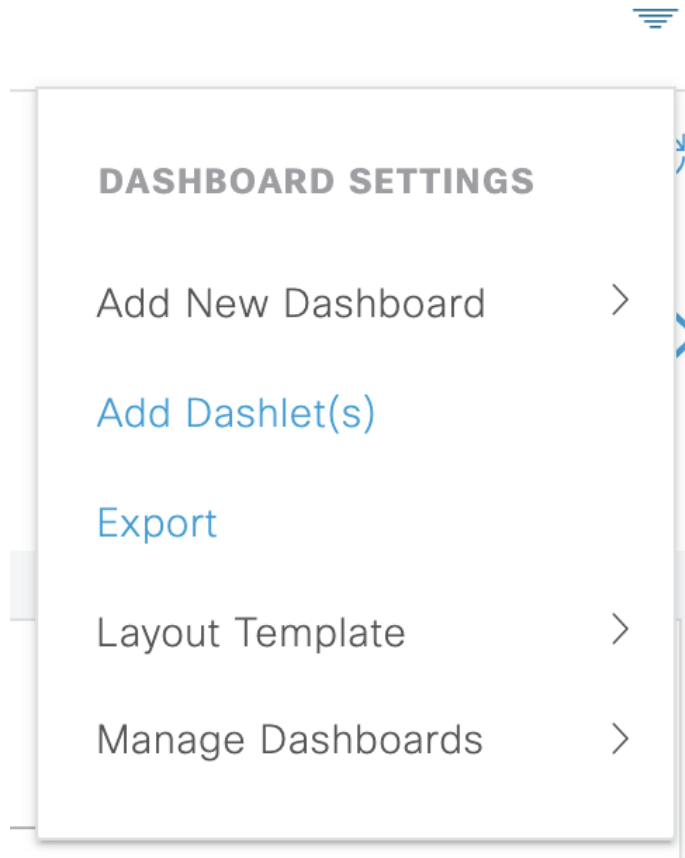 DASHBOARD SETTINGS
Add New Dashboard
Add Dashlet(s)
Export
Layout Template
Manage Dashboards